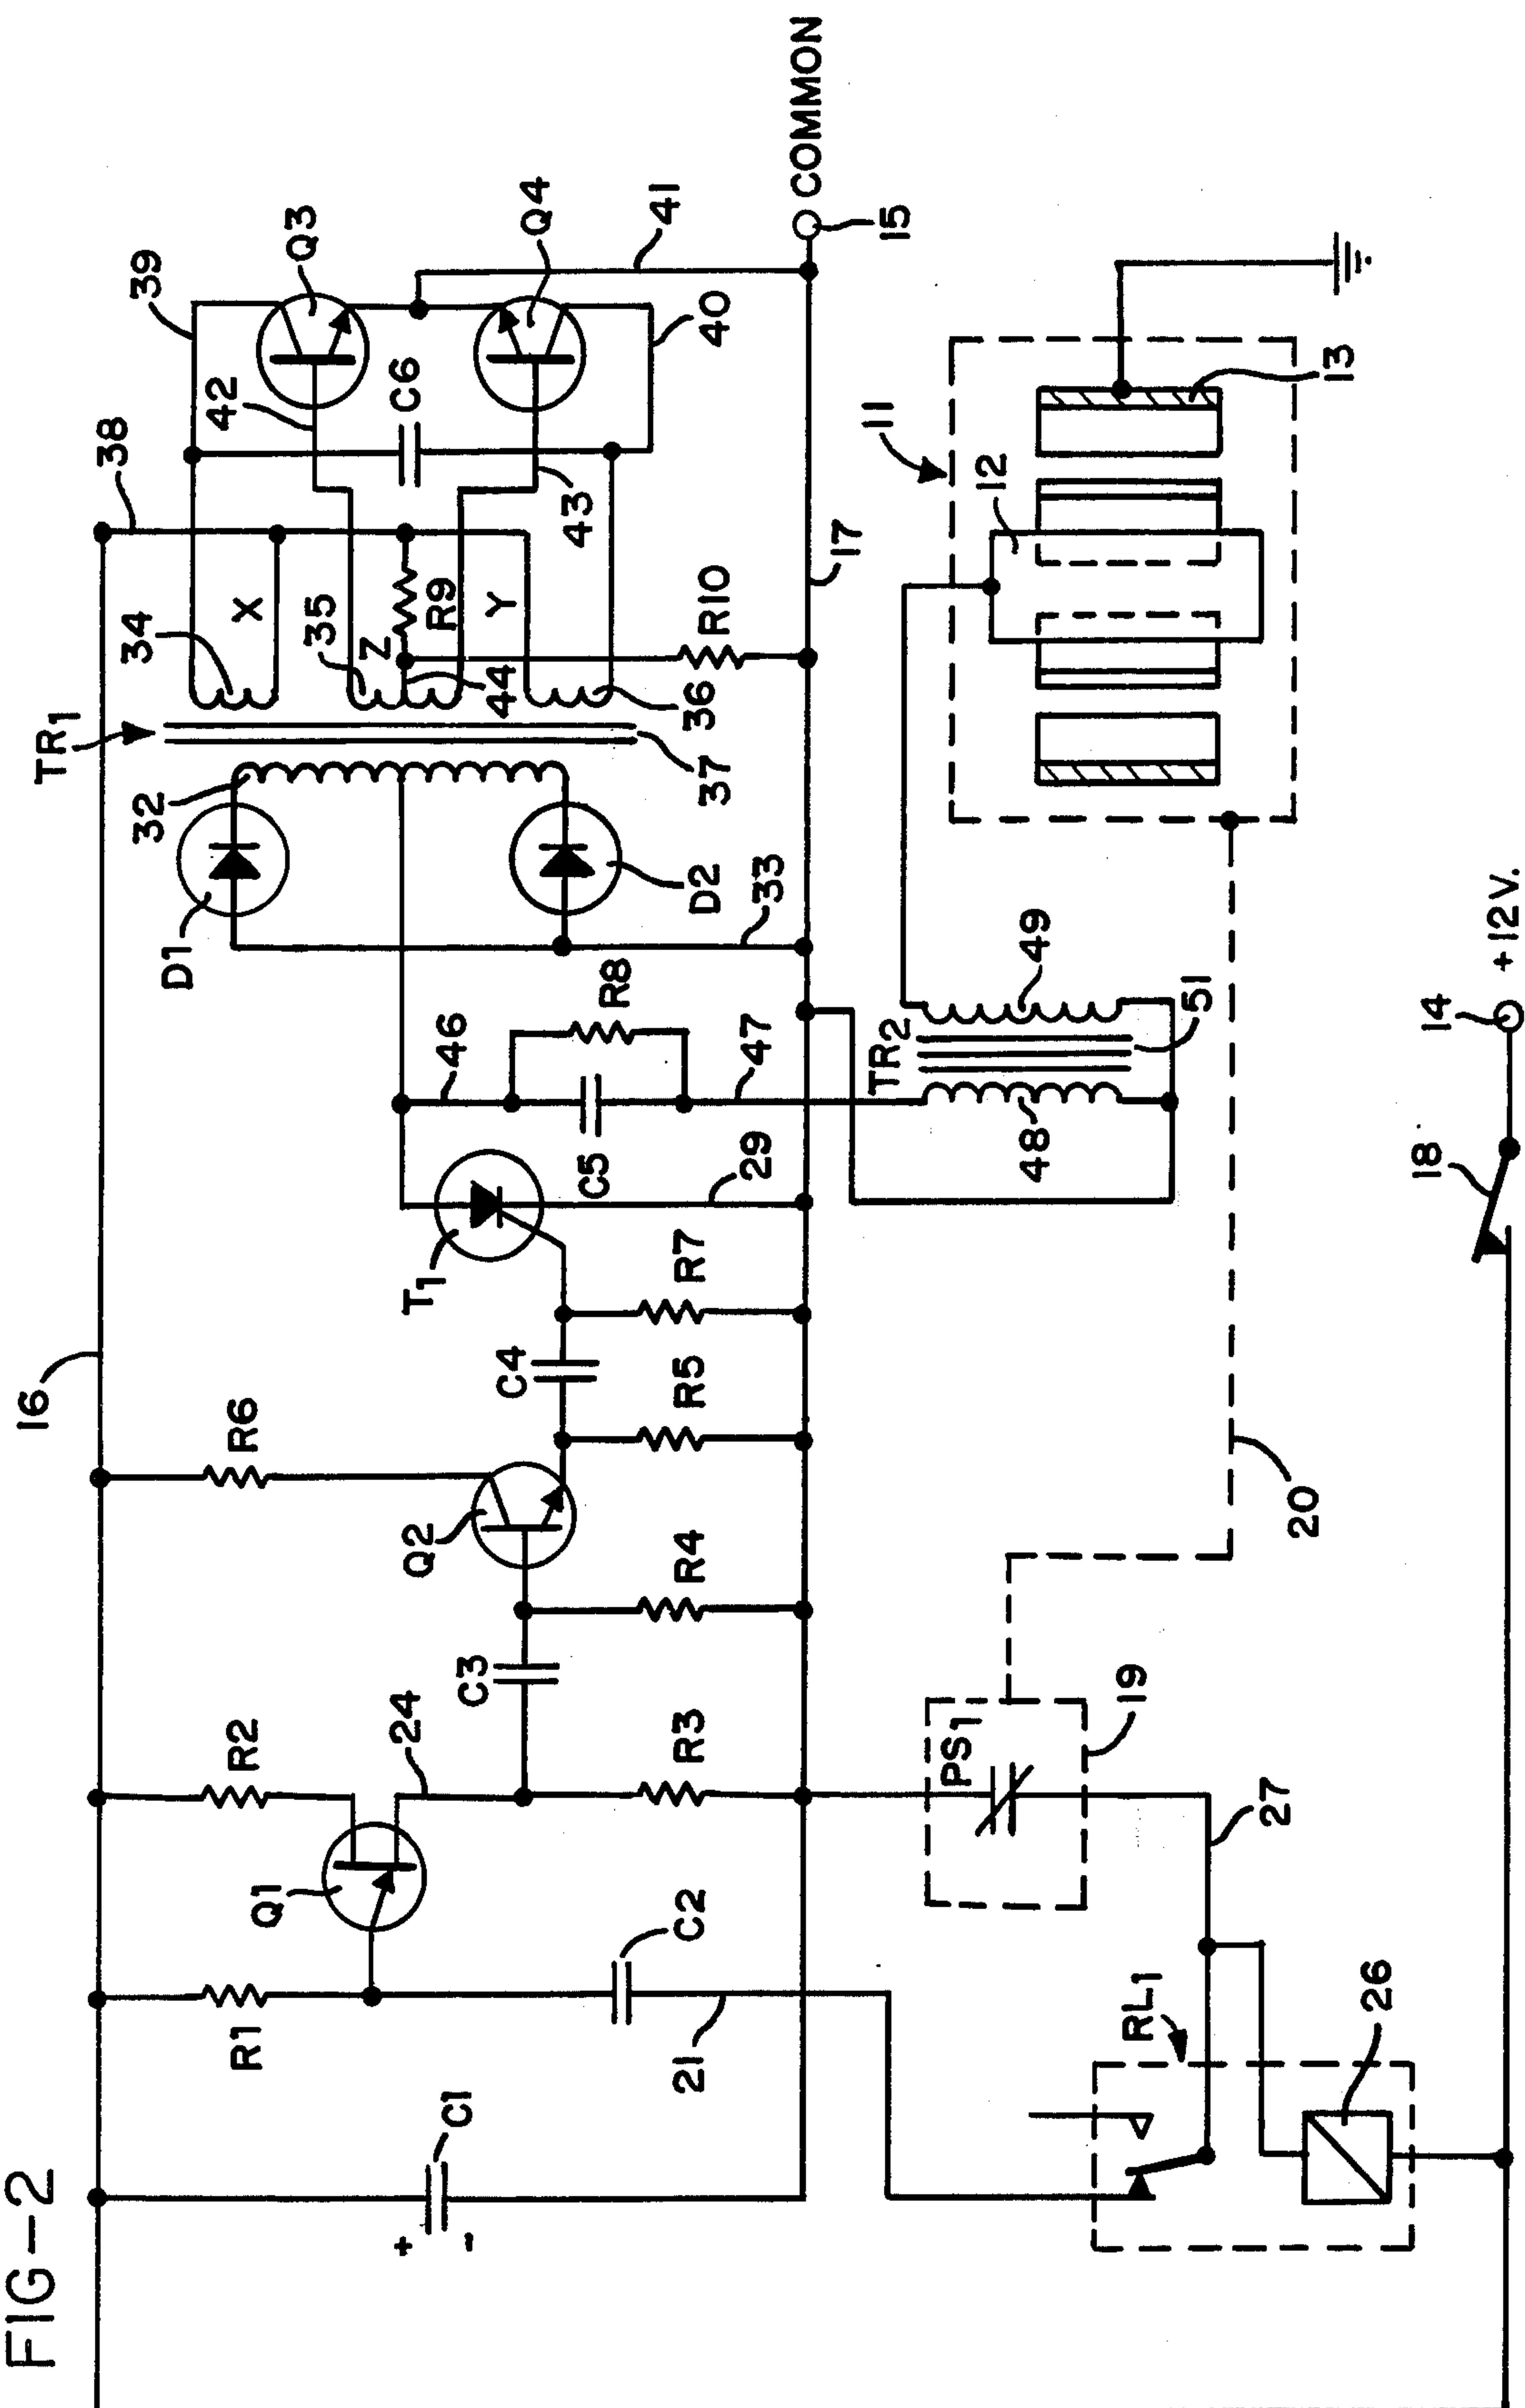 FIG-2
16
38
TR1
34
X
39
42
Q3
32
35
Z
R9
Y
C6
43
Q4
40
41
44
36
37
R10
17
COMMON
15
D1
D2
33
R1
C1
+
-
Q1
R2
24
C3
R3
C2
21
Q2
R6
R4
C4
R5
R7
T1
29
C5
46
R8
47
TR2
48
49
51
11
12
13
PS1
19
20
27
RL1
26
18
14
+12V.